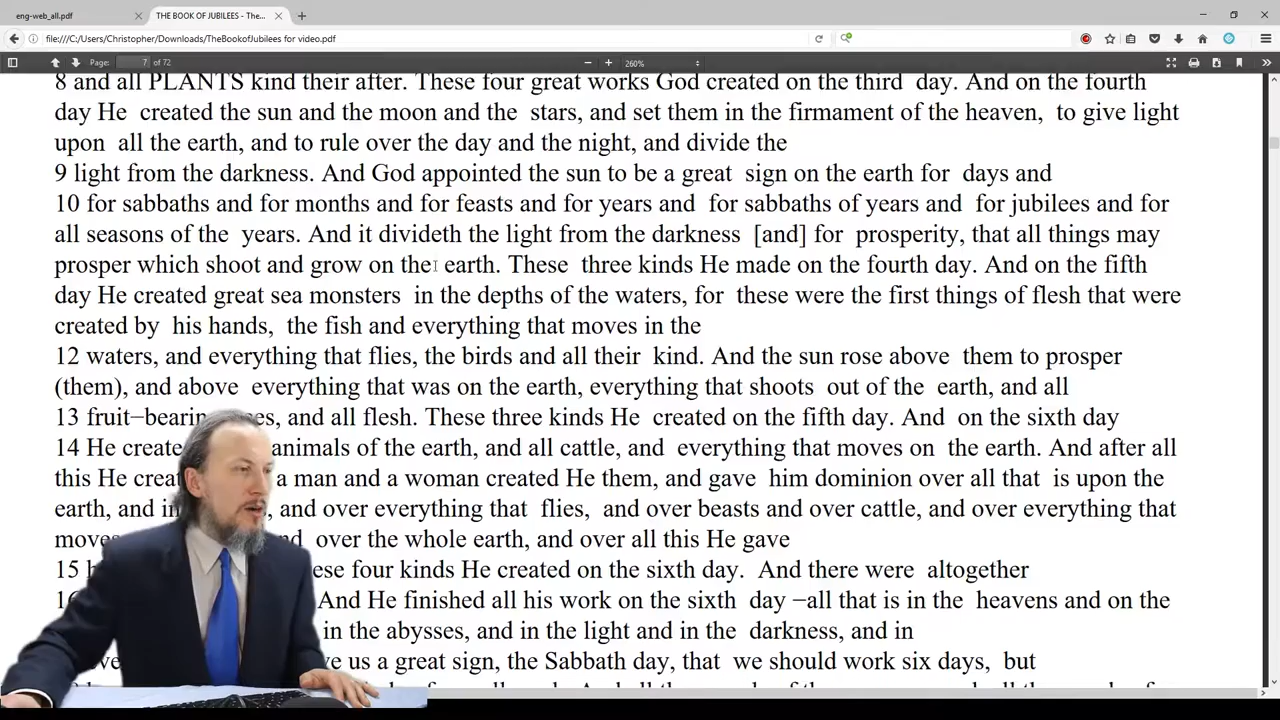 eng-web_all.pdf
THE BOOK OF JUBILEES - The...
file:///C:/Users/Christopher/Downloads/TheBookofJubilees for video.pdf
Page: 7 of 72
260%
8 and all PLANTS kind their after. These four great works God created on the third day. And on the fourth
day He created the sun and the moon and the stars, and set them in the firmament of the heaven, to give light
upon all the earth, and to rule over the day and the night, and divide the
9 light from the darkness. And God appointed the sun to be a great sign on the earth for days and
10 for sabbaths and for months and for feasts and for years and for sabbaths of years and for jubilees and for
all seasons of the years. And it divideth the light from the darkness [and] for prosperity, that all things may
prosper which shoot and grow on the earth. These three kinds He made on the fourth day. And on the fifth
day He created great sea monsters in the depths of the waters, for these were the first things of flesh that were
created by his hands, the fish and everything that moves in the
12 waters, and everything that flies, the birds and all their kind. And the sun rose above them to prosper
(them), and above everything that was on the earth, everything that shoots out of the earth, and all
13 fruit−bearin es, and all flesh. These three kinds He created on the fifth day. And on the sixth day
14 He create animals of the earth, and all cattle, and everything that moves on the earth. And after all
this He creat a man and a woman created He them, and gave him dominion over all that is upon the
earth, and in , and over everything that flies, and over beasts and over cattle, and over everything that
moves d over the whole earth, and over all this He gave
15 h ese four kinds He created on the sixth day. And there were altogether
And He finished all his work on the sixth day −all that is in the heavens and on the
in the abysses, and in the light and in the darkness, and in
ve us a great sign, the Sabbath day, that we should work six days, but